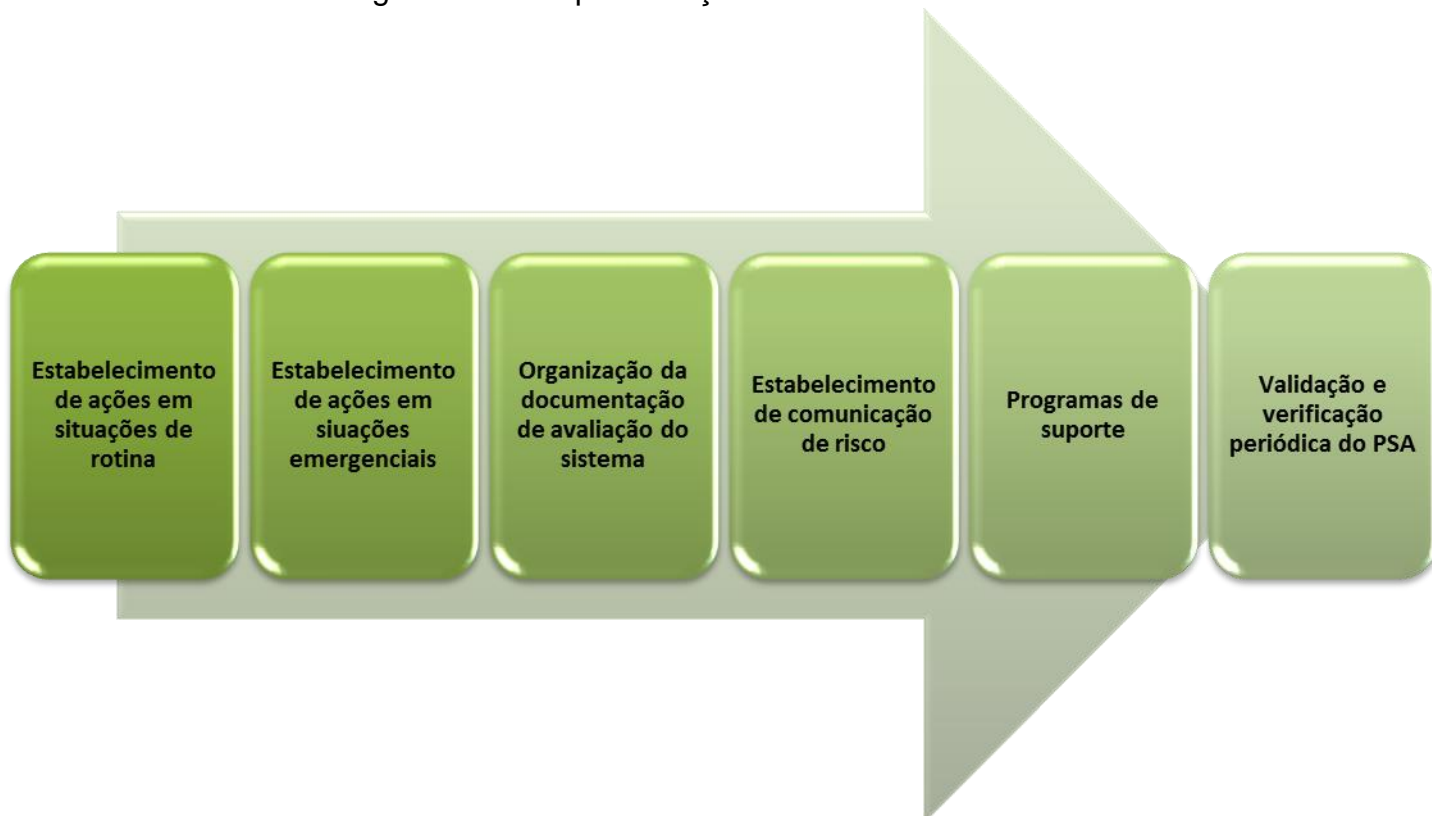 Estabelecimento
de ações em
situações de
rotina
Estabelecimento
de ações em
siuações
emergenciais
Organização da
documentação
de avaliação do
sistema
Estabelecimento
de comunicação
de risco
Programas de
suporte
Validação e
verificação
periódica do PSA